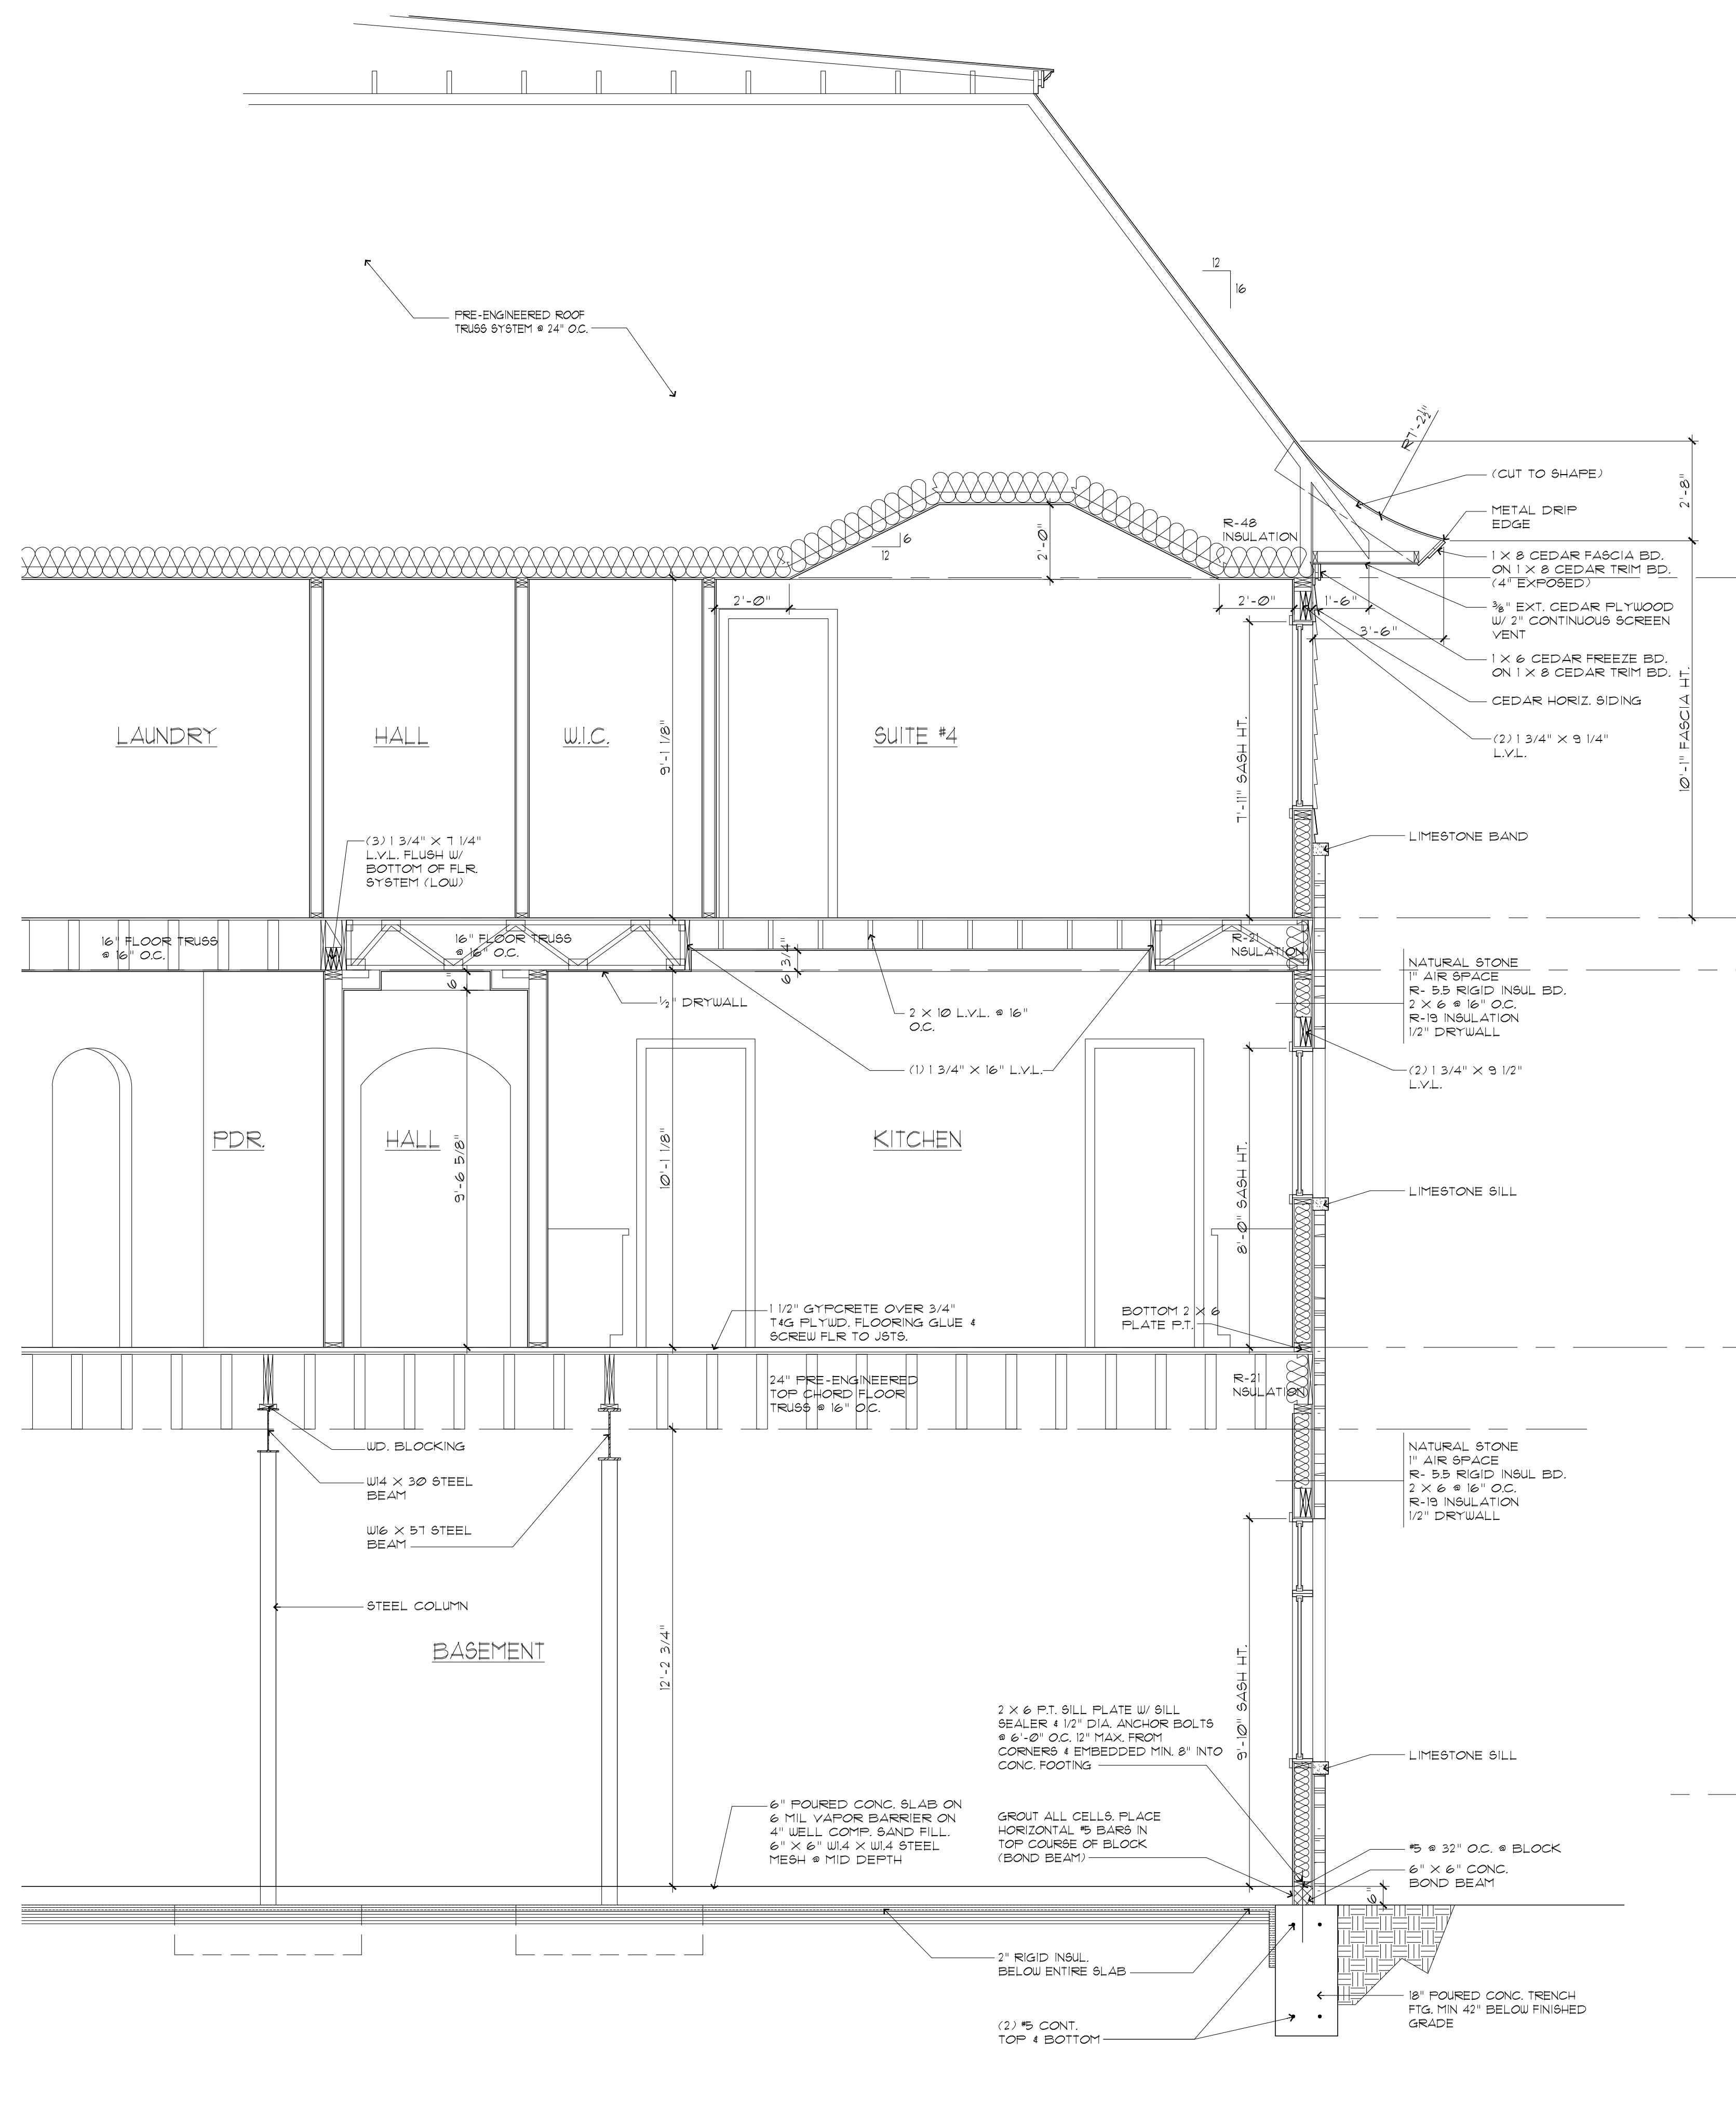 12
16
PRE-ENGINEERED ROOF
TRUSS SYSTEM @ 24" O.C.
R7'-2½"
(CUT TO SHAPE)
2'-8"
METAL DRIP
EDGE
R-48
INSULATION
6
12
2'-0"
1 X 8 CEDAR FASCIA BD.
ON 1 X 8 CEDAR TRIM BD.
(4" EXPOSED)
2'-0"
2'-0"
1'-6"
3'-6"
⅜" EXT. CEDAR PLYWOOD
W/ 2" CONTINUOUS SCREEN
VENT
1 X 6 CEDAR FREEZE BD.
ON 1 X 8 CEDAR TRIM BD.
CEDAR HORIZ. SIDING
10'-1" FASCIA HT.
LAUNDRY
HALL
W.I.C.
9'-1 1/8"
SUITE #4
7'-11" SASH HT.
(2) 1 3/4" X 9 1/4"
L.V.L.
(3) 1 3/4" X 7 1/4"
L.V.L. FLUSH W/
BOTTOM OF FLR.
SYSTEM (LOW)
LIMESTONE BAND
16" FLOOR TRUSS
@ 16" O.C.
16" FLOOR TRUSS
@ 16" O.C.
6 3/4"
R-21
INSULATION
6"
½" DRYWALL
2 X 10 L.V.L. @ 16"
O.C.
NATURAL STONE
1" AIR SPACE
R- 5.5 RIGID INSUL BD.
2 X 6 @ 16" O.C.
R-19 INSULATION
1/2" DRYWALL
(1) 1 3/4" X 16" L.V.L.
(2) 1 3/4" X 9 1/2"
L.V.L.
PDR.
HALL
9'-6 5/8"
10'-1 1/8"
KITCHEN
8'-0" SASH HT.
LIMESTONE SILL
1 1/2" GYPCRETE OVER 3/4"
T&G PLYWD. FLOORING GLUE &
SCREW FLR TO JSTS.
BOTTOM 2 X 6
PLATE P.T.
24" PRE-ENGINEERED
TOP CHORD FLOOR
TRUSS @ 16" O.C.
R-21
INSULATION
WD. BLOCKING
W14 X 30 STEEL
BEAM
W16 X 57 STEEL
BEAM
NATURAL STONE
1" AIR SPACE
R- 5.5 RIGID INSUL BD.
2 X 6 @ 16" O.C.
R-19 INSULATION
1/2" DRYWALL
STEEL COLUMN
BASEMENT
12'-2 3/4"
9'-10" SASH HT.
2 X 6 P.T. SILL PLATE W/ SILL
SEALER & 1/2" DIA. ANCHOR BOLTS
@ 6'-0" O.C. 12" MAX. FROM
CORNERS & EMBEDDED MIN. 8" INTO
CONC. FOOTING
LIMESTONE SILL
6" POURED CONC. SLAB ON
6 MIL VAPOR BARRIER ON
4" WELL COMP. SAND FILL.
6" X 6" W1.4 X W1.4 STEEL
MESH @ MID DEPTH
GROUT ALL CELLS, PLACE
HORIZONTAL #5 BARS IN
TOP COURSE OF BLOCK
(BOND BEAM)
#5 @ 32" O.C. @ BLOCK
6" X 6" CONC.
BOND BEAM
6"
2" RIGID INSUL.
BELOW ENTIRE SLAB
18" POURED CONC. TRENCH
FTG. MIN 42" BELOW FINISHED
GRADE
(2) #5 CONT.
TOP & BOTTOM